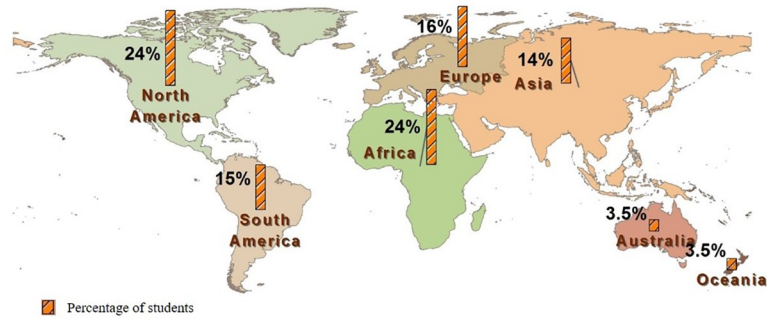 16%
24%
14%
Europe
Asia
North
America
24%
Africa
15%
South
America
3.5%
Australia
3.5%
Oceania
Percentage of students